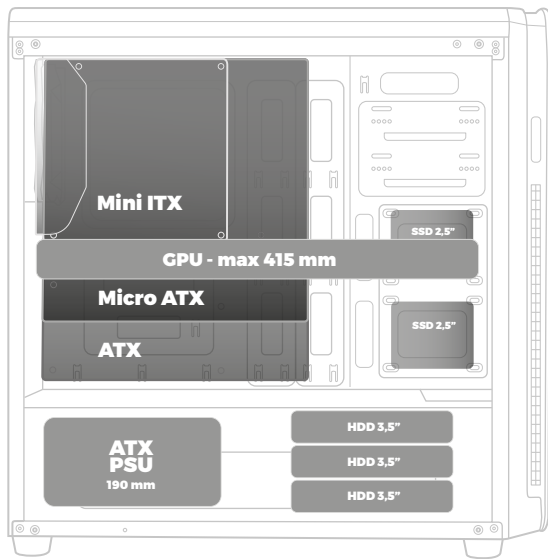 Mini ITX
SSD 2,5”
GPU - max 415 mm
Micro ATX
SSD 2,5”
ATX
ATX
PSU
190 mm
HDD 3,5”
HDD 3,5”
HDD 3,5”